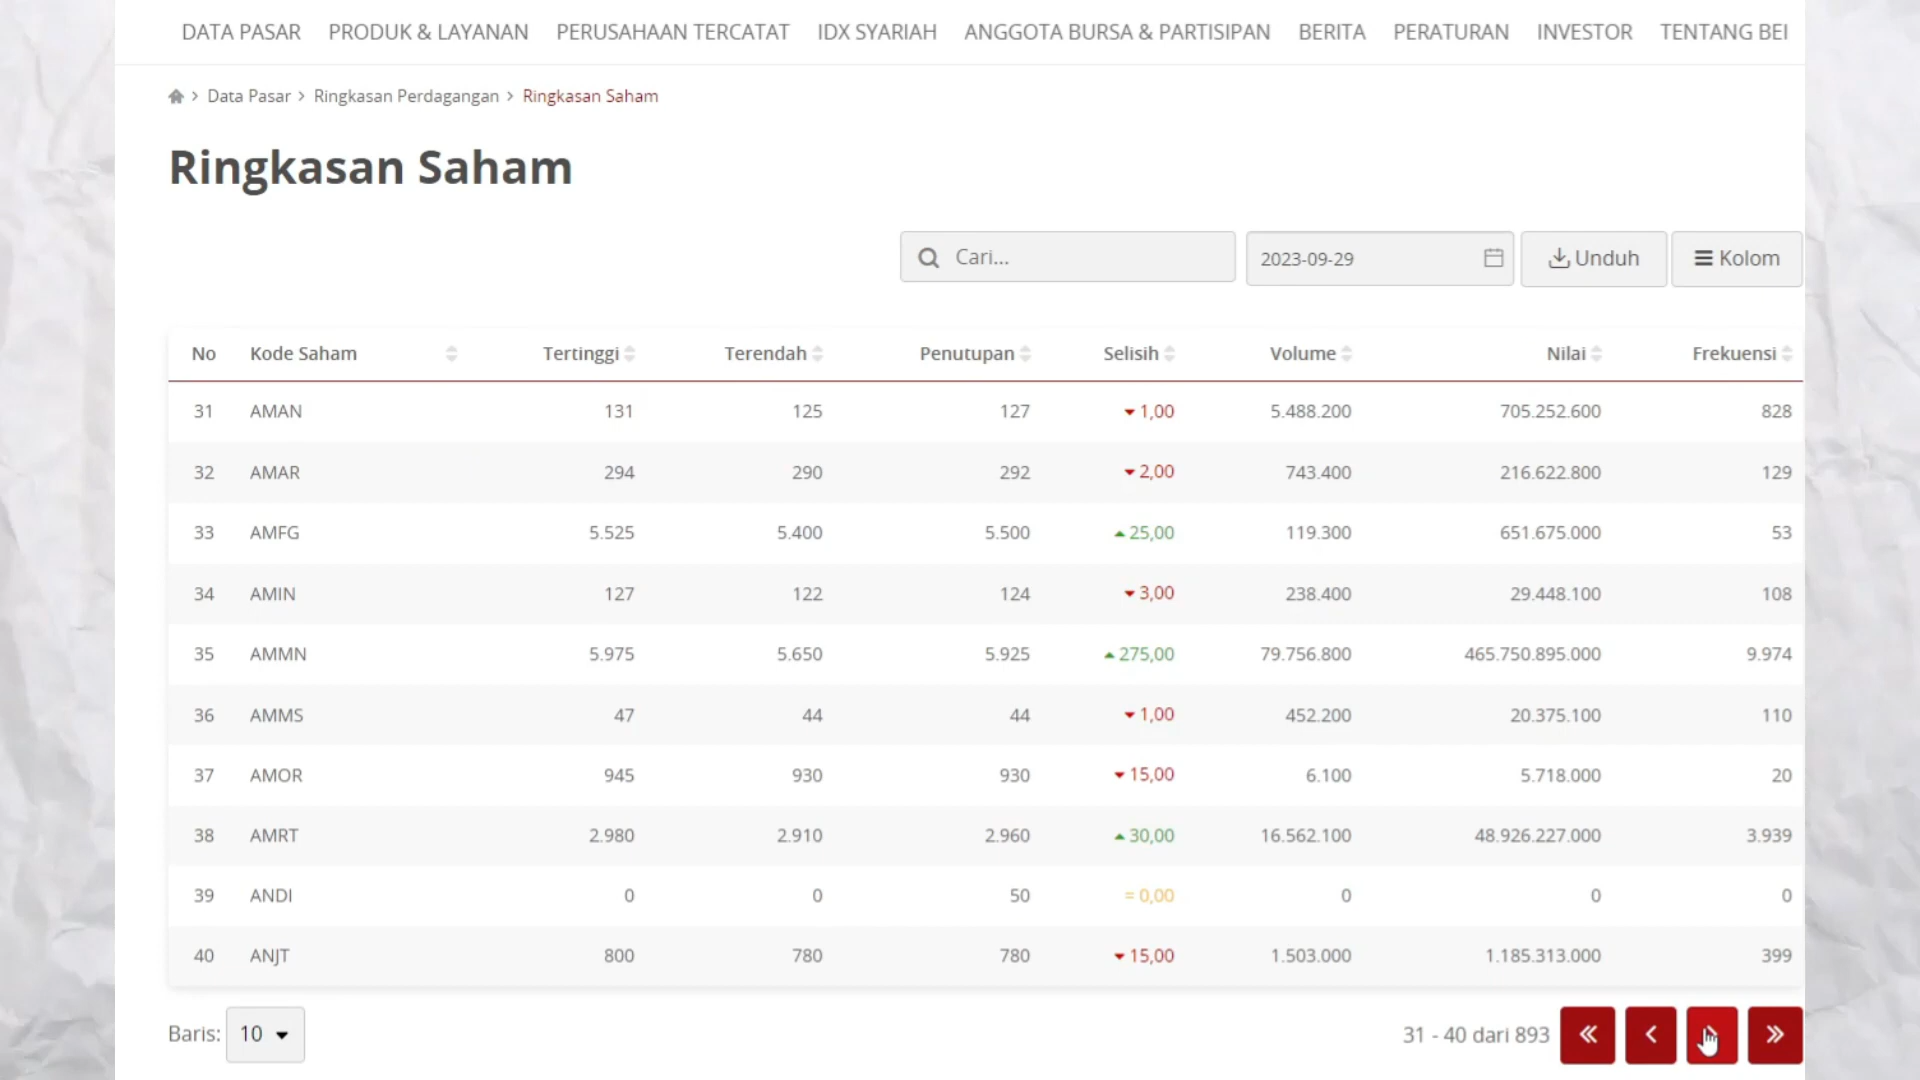 DATA PASAR PRODUK & LAYANAN PERUSAHAAN TERCATAT IDX SYARIAH ANGGOTA BURSA & PARTISIPAN BERITA PERATURAN INVESTOR TENTANG BEI
Data Pasar > Ringkasan Perdagangan > Ringkasan Saham
Ringkasan Saham
Cari... 2023-09-29 Unduh Kolom
No Kode Saham Tertinggi Terendah Penutupan Selisih Volume Nilai Frekuensi
31 AMAN 131 125 127 1,00 5.488.200 705.252.600 828
32 AMAR 294 290 292 2,00 743.400 216.622.800 129
33 AMFG 5.525 5.400 5.500 25,00 119.300 651.675.000 53
34 AMIN 127 122 124 3,00 238.400 29.448.100 108
35 AMMN 5.975 5.650 5.925 275,00 79.756.800 465.750.895.000 9.974
36 AMMS 47 44 44 1,00 452.200 20.375.100 110
37 AMOR 945 930 930 15,00 6.100 5.718.000 20
38 AMRT 2.980 2.910 2.960 30,00 16.562.100 48.926.227.000 3.939
39 ANDI 0 0 50 = 0,00 0 0 0
40 ANJT 800 780 780 15,00 1.503.000 1.185.313.000 399
Baris: 10 31 - 40 dari 893